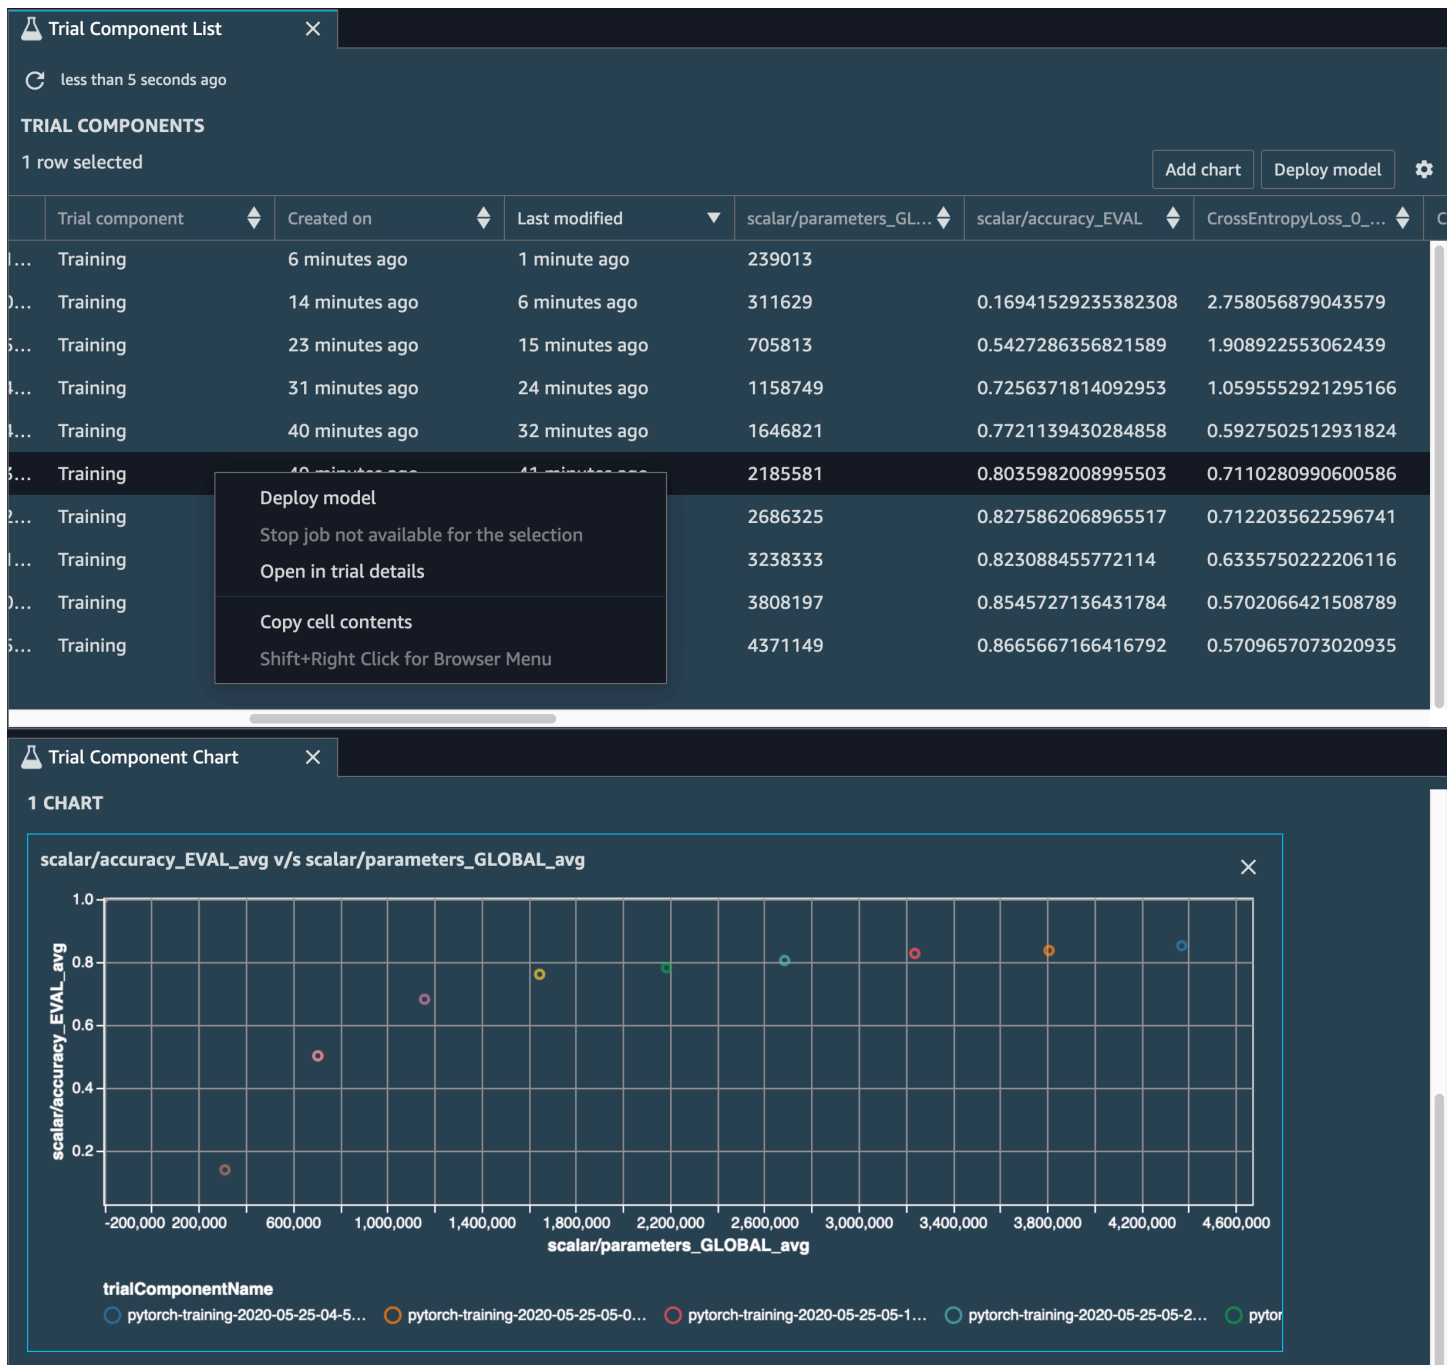 Trial Component List
less than 5 seconds ago
TRIAL COMPONENTS
1 row selected
Add chart Deploy model
Trial component Created on Last modified scalar/parameters_GL... scalar/accuracy_EVAL CrossEntropyLoss_0_... C
... Training 6 minutes ago 1 minute ago 239013
... Training 14 minutes ago 6 minutes ago 311629 0.16941529235382308 2.758056879043579
... Training 23 minutes ago 15 minutes ago 705813 0.5427286356821589 1.908922553062439
... Training 31 minutes ago 24 minutes ago 1158749 0.7256371814092953 1.0595552921295166
... Training 40 minutes ago 32 minutes ago 1646821 0.7721139430284858 0.5927502512931824
... Training 49 minutes ago 41 minutes ago 2185581 0.8035982008995503 0.7110280990600586
2... Training 2686325 0.8275862068965517 0.7122035622596741
1... Training 3238333 0.823088455772114 0.6335750222206116
... Training 3808197 0.8545727136431784 0.5702066421508789
... Training 4371149 0.8665667166416792 0.5709657073020935
Deploy model
Stop job not available for the selection
Open in trial details
Copy cell contents
Shift+Right Click for Browser Menu
Trial Component Chart
1 CHART
scalar/accuracy_EVAL_avg v/s scalar/parameters_GLOBAL_avg
scalar/accuracy_EVAL_avg
1.0
0.8
0.6
0.4
0.2
-200,000 200,000 600,000 1,000,000 1,400,000 1,800,000 2,200,000 2,600,000 3,000,000 3,400,000 3,800,000 4,200,000 4,600,000
scalar/parameters_GLOBAL_avg
trialComponentName
pytorch-training-2020-05-25-04-5... pytorch-training-2020-05-25-05-0... pytorch-training-2020-05-25-05-1... pytorch-training-2020-05-25-05-2... pytor